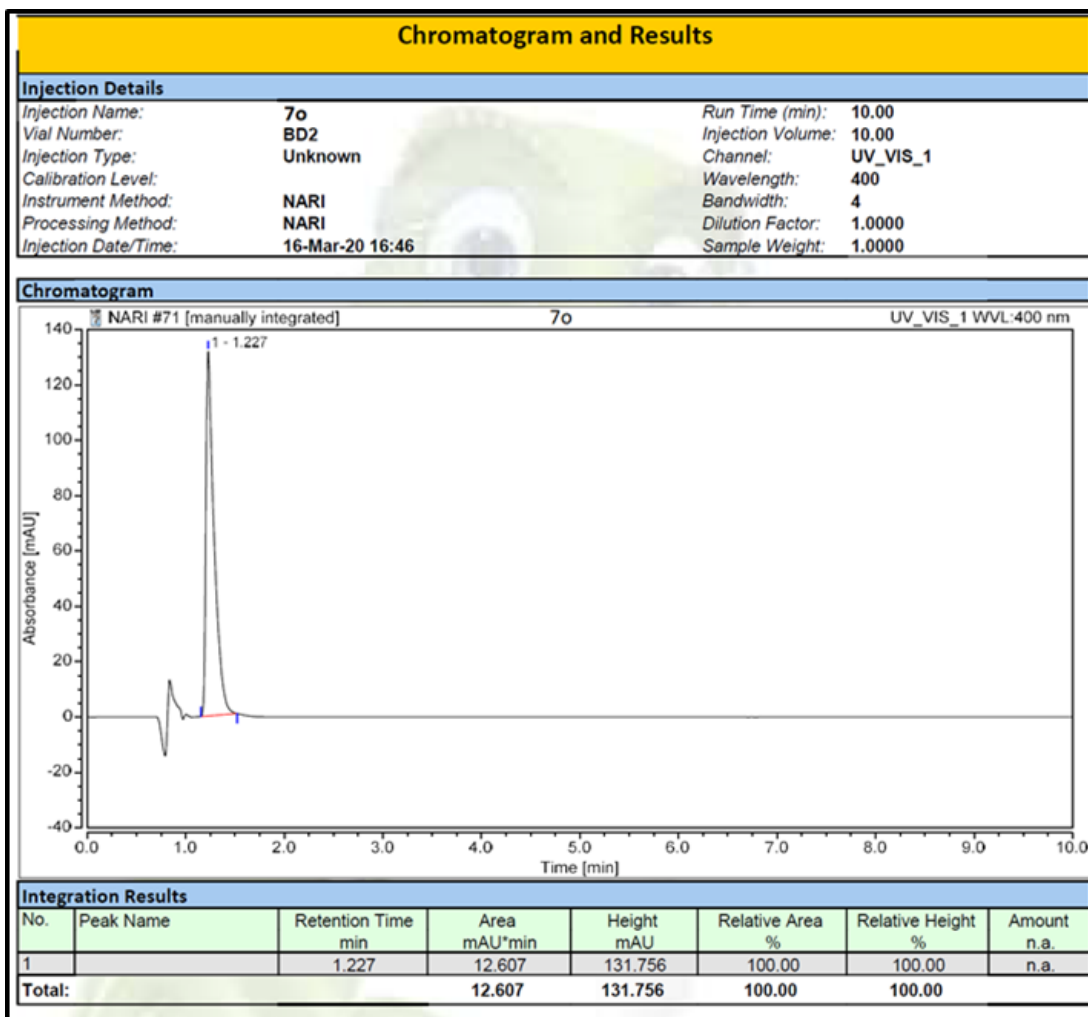 Chromatogram and Results
Injection Details
Injection Name: 7o Run Time (min): 10.00
Vial Number: BD2 Injection Volume: 10.00
Injection Type: Unknown Channel: UV_VIS_1
Calibration Level: Wavelength: 400
Instrument Method: NARI Bandwidth: 4
Processing Method: NARI Dilution Factor: 1.0000
Injection Date/Time: 16-Mar-20 16:46 Sample Weight: 1.0000
Chromatogram
NARI #71 [manually integrated] 7o UV_VIS_1 WVL:400 nm
140
1 - 1.227
120
100
80
60
40
20
0
-20
-40
Absorbance [mAU]
0.0 1.0 2.0 3.0 4.0 5.0 6.0 7.0 8.0 9.0 10.0
Time [min]
Integration Results
No. Peak Name Retention Time Area Height Relative Area Relative Height Amount
min mAU*min mAU % % n.a.
1 1.227 12.607 131.756 100.00 100.00 n.a.
Total: 12.607 131.756 100.00 100.00